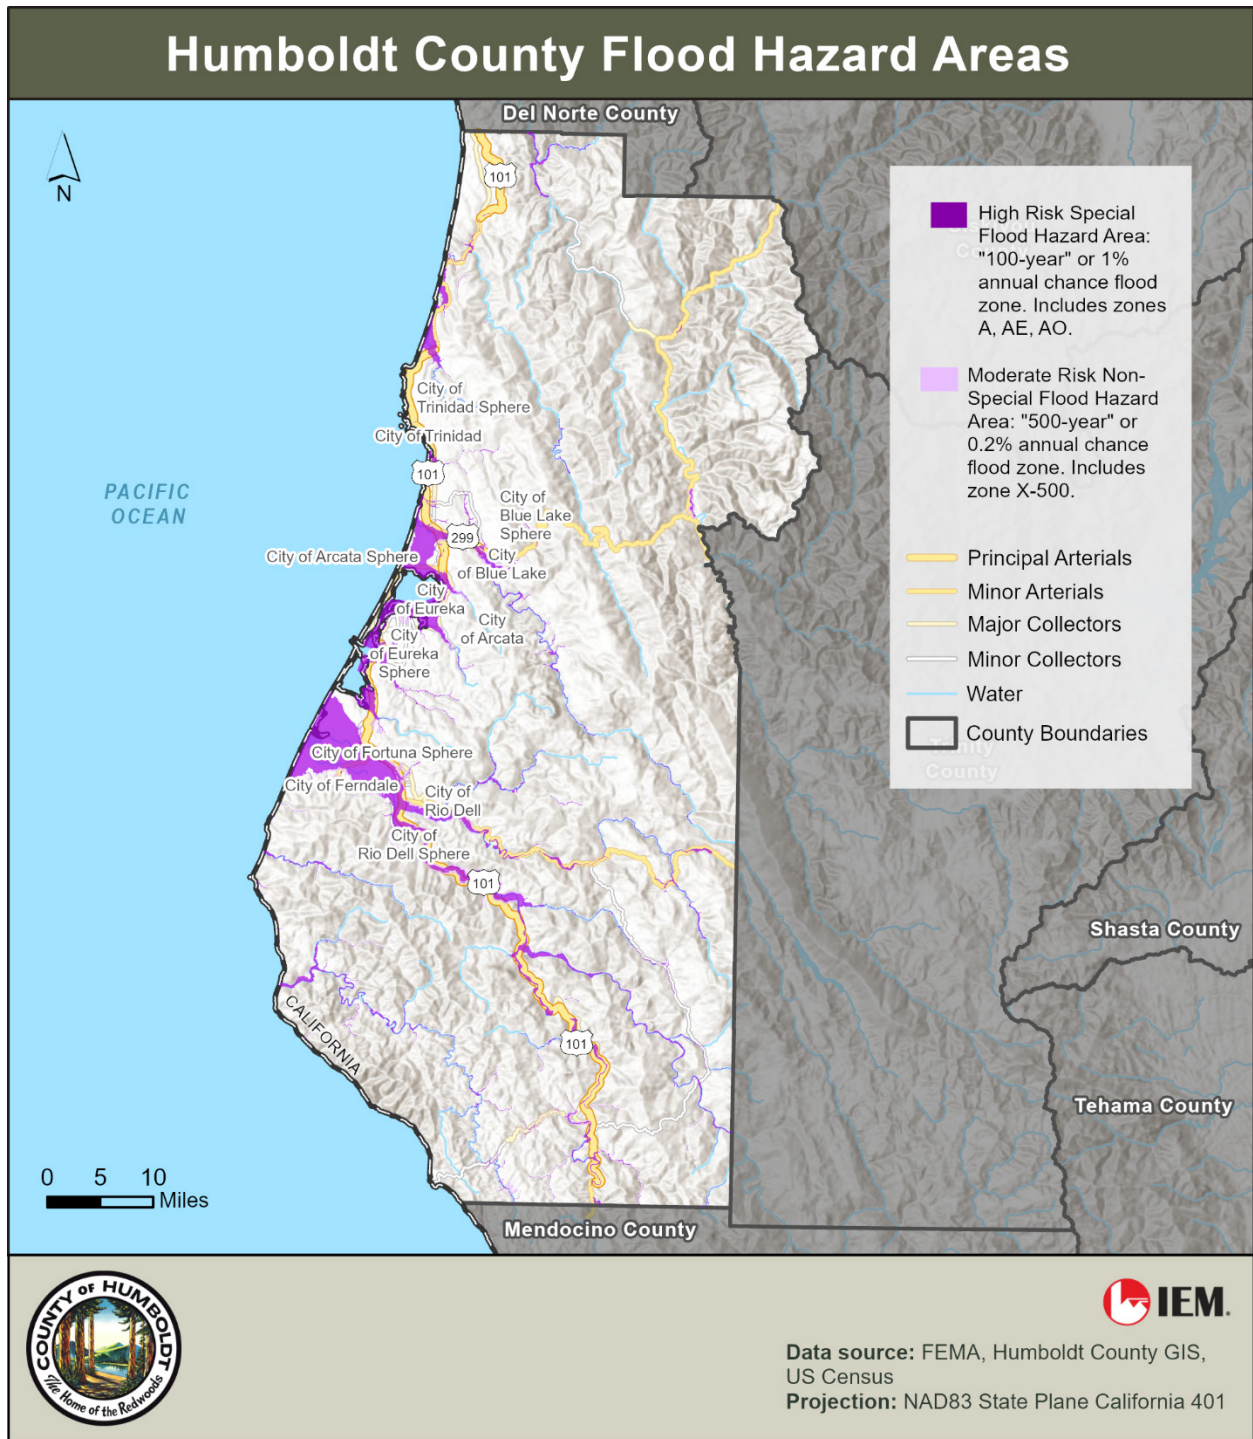 Humboldt County Flood Hazard Areas
Del Norte County
N
101
High Risk Special
Flood Hazard Area:
"100-year" or 1%
annual chance flood
zone. Includes zones
A, AE, AO.
Moderate Risk Non-
Special Flood Hazard
Area: "500-year" or
0.2% annual chance
flood zone. Includes
zone X-500.
Principal Arterials
Minor Arterials
Major Collectors
Minor Collectors
Water
County Boundaries
Trinity
County
City of
Trinidad Sphere
City of Trinidad
101
PACIFIC
OCEAN
City of
Blue Lake
Sphere
299
City of Arcata Sphere
City
of Blue Lake
City
of Eureka
City
of Arcata
City
of Eureka
Sphere
City of Fortuna Sphere
City of Ferndale
City of
Rio Dell
City of
Rio Dell Sphere
101
Shasta County
CALIFORNIA
101
Tehama County
0 5 10
Miles
Mendocino County
COUNTY OF HUMBOLDT
The Home of the Redwoods
IEM.
Data source: FEMA, Humboldt County GIS,
US Census
Projection: NAD83 State Plane California 401